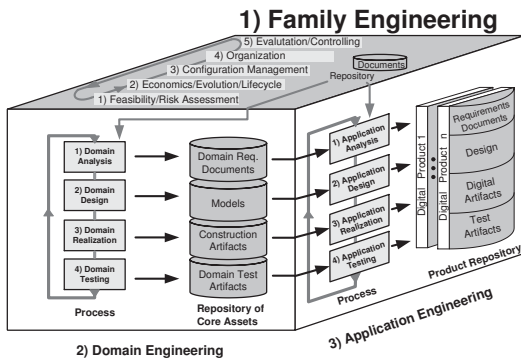 1) Family Engineering
5) Evalutation/Controlling
4) Organization
3) Configuration Management
2) Economics/Evolution/Lifecycle
1) Feasibility/Risk Assessment
Documents
Repository
1) Domain
Analysis
2) Domain
Design
3) Domain
Realization
4) Domain
Testing
Process
Domain Req.
Documents
Models
Construction
Artifacts
Domain Test
Artifacts
Repository of
Core Assets
2) Domain Engineering
1) Application
Analysis
2) Application
Design
3) Application
Realization
4) Application
Testing
Process
Digital Product 1
Digital Product n
Requirements
Documents
Design
Digital
Artifacts
Test
Artifacts
Product Repository
3) Application Engineering